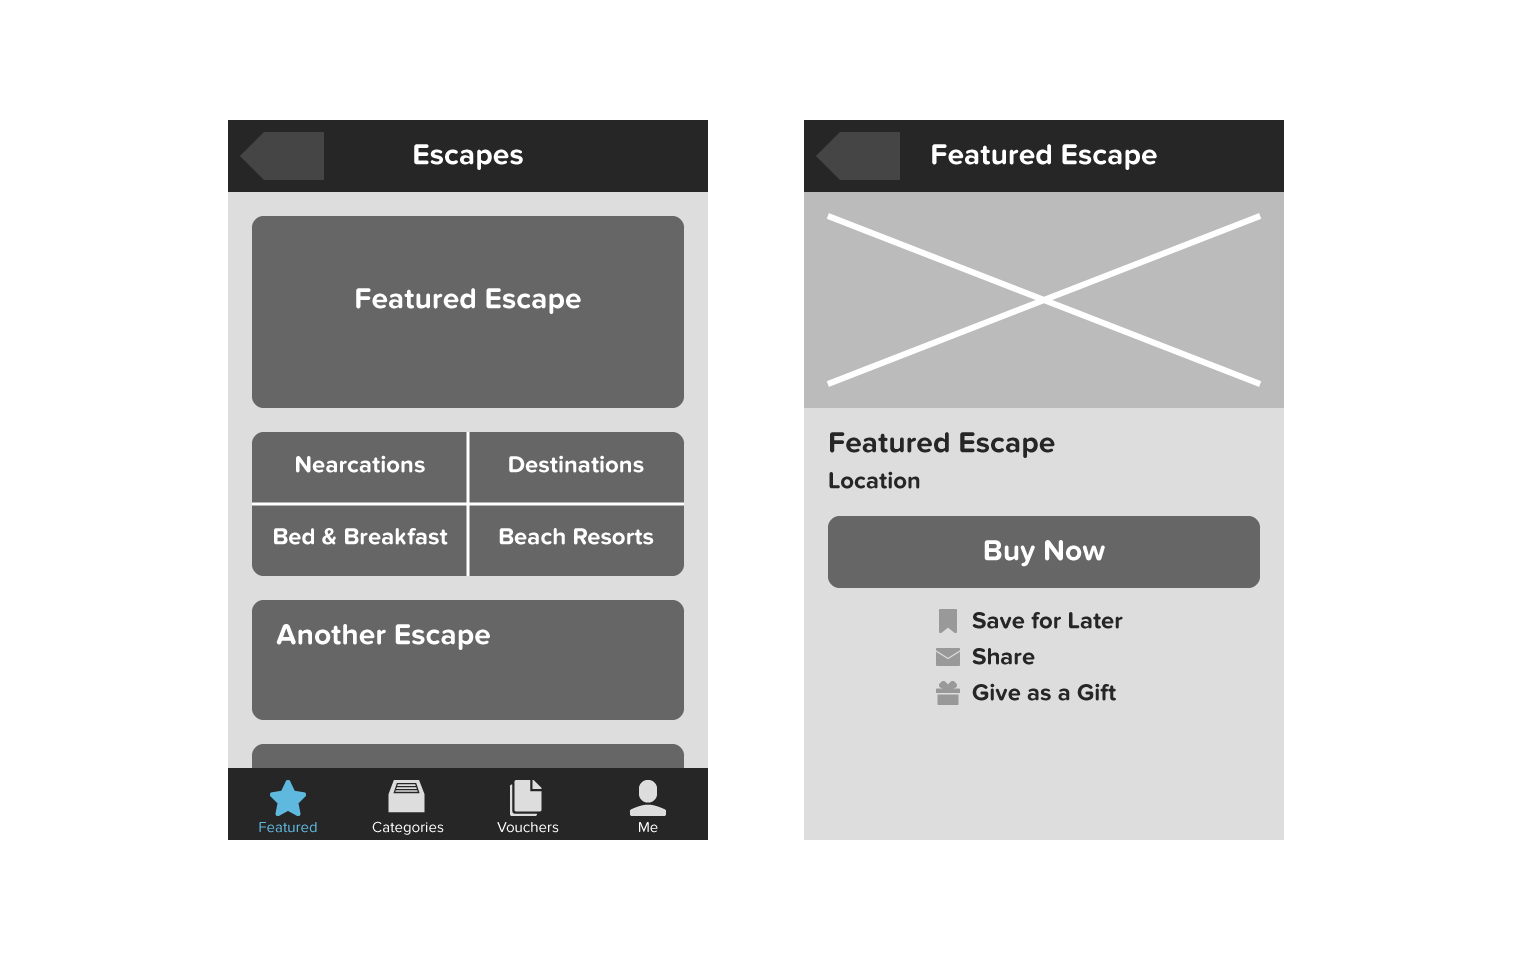 Escapes
Featured Escape
Nearcations
Destinations
Bed & Breakfast
Beach Resorts
Another Escape
Featured
Categories
Vouchers
Me
Featured Escape
Featured Escape
Location
Buy Now
Save for Later
Share
Give as a Gift